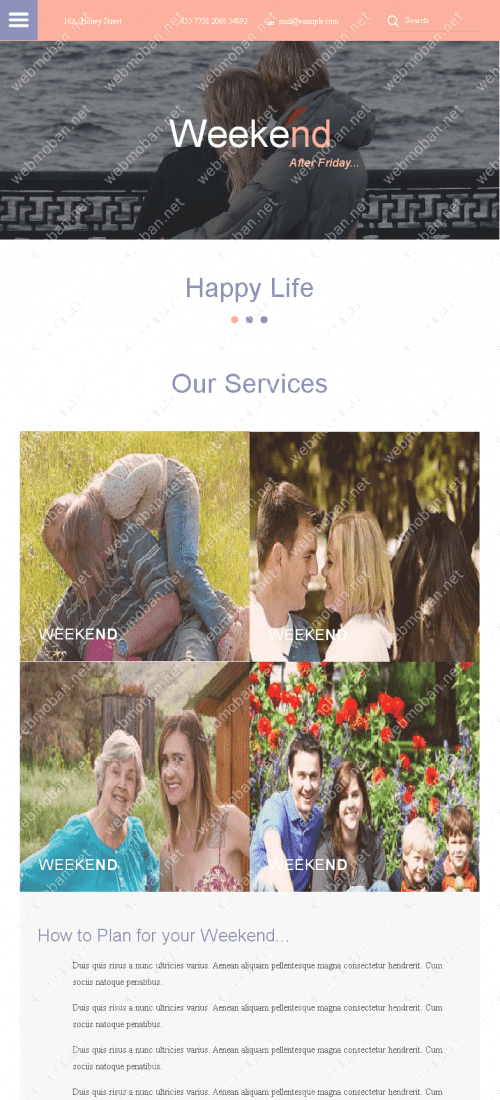 16A, Honey Street
855 7758 2068 54892
mail@example.com
Search
Weekend
After Friday...
Happy Life
Our Services
WEEKEND
WEEKEND
WEEKEND
WEEKEND
How to Plan for your Weekend...
Duis quis risus a nunc ultricies varius. Aenean aliquam pellentesque magna consectetur hendrerit. Cum
sociis natoque penatibus.
Duis quis risus a nunc ultricies varius. Aenean aliquam pellentesque magna consectetur hendrerit. Cum
sociis natoque penatibus.
Duis quis risus a nunc ultricies varius. Aenean aliquam pellentesque magna consectetur hendrerit. Cum
sociis natoque penatibus.
Duis quis risus a nunc ultricies varius. Aenean aliquam pellentesque magna consectetur hendrerit. Cum
webmoban.net